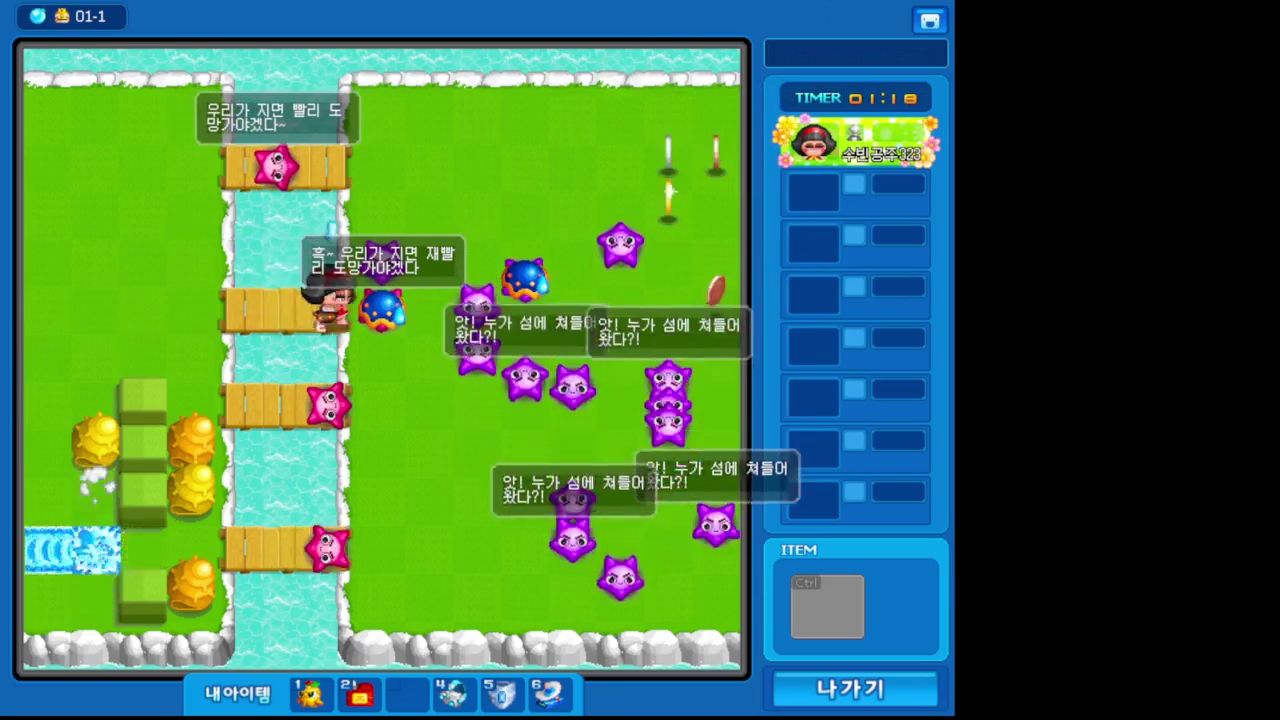 01-1
우리가 지면 빨리 도
망가야겠다~
TIMER 01:18
수빈공주323
흑~ 우리가 지면 재빨
리 도망가야겠다
앗! 누가 섬에 쳐들어
왔다?!
앗! 누가 섬에 쳐들어
왔다?!
앗! 누가 섬에 쳐들어
왔다?!
앗! 누가 섬에 쳐들어
왔다?!
ITEM
Ctrl
내 아이템
1
2
4
5
6
나가기